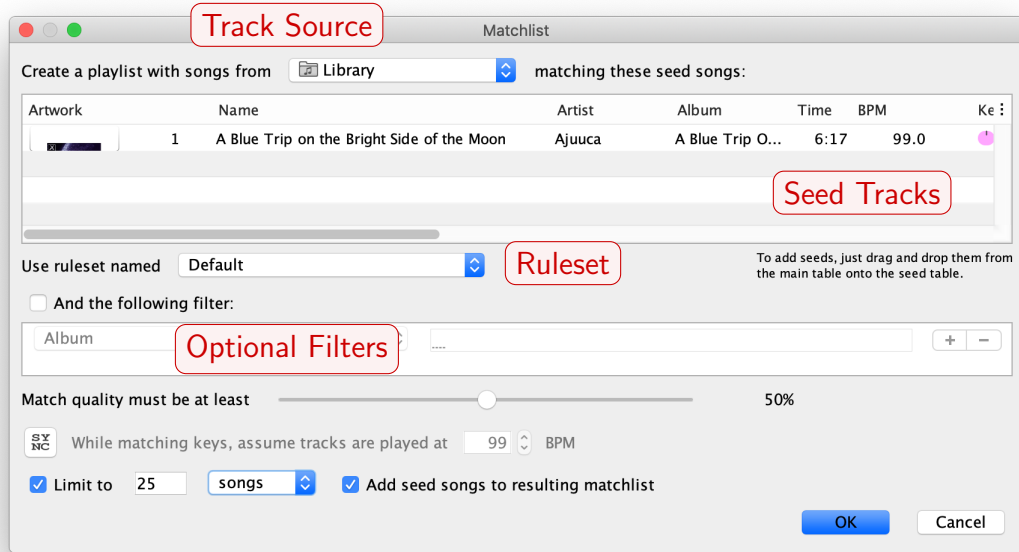 Track Source
Matchlist
Create a playlist with songs from Library matching these seed songs:
Artwork Name Artist Album Time BPM Ke
1 A Blue Trip on the Bright Side of the Moon Ajuuca A Blue Trip O... 6:17 99.0
Seed Tracks
Use ruleset named Default Ruleset
To add seeds, just drag and drop them from
the main table onto the seed table.
And the following filter:
Album Optional Filters .... + −
Match quality must be at least 50%
SYNC While matching keys, assume tracks are played at 99 BPM
Limit to 25 songs Add seed songs to resulting matchlist
OK Cancel